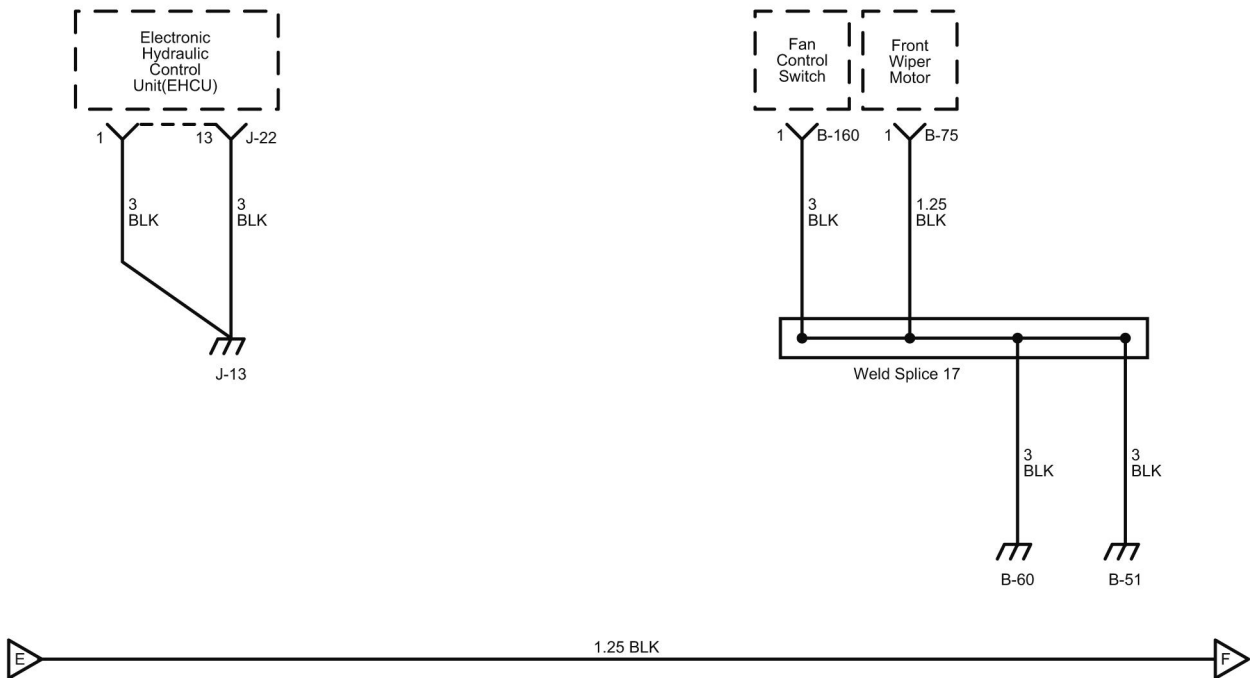 Electronic
Hydraulic
Control
Unit(EHCU)
Fan
Control
Switch
Front
Wiper
Motor
1
13
J-22
1
B-160
1
B-75
3
BLK
3
BLK
3
BLK
1.25
BLK
J-13
Weld Splice 17
3
BLK
3
BLK
B-60
B-51
E
1.25 BLK
F